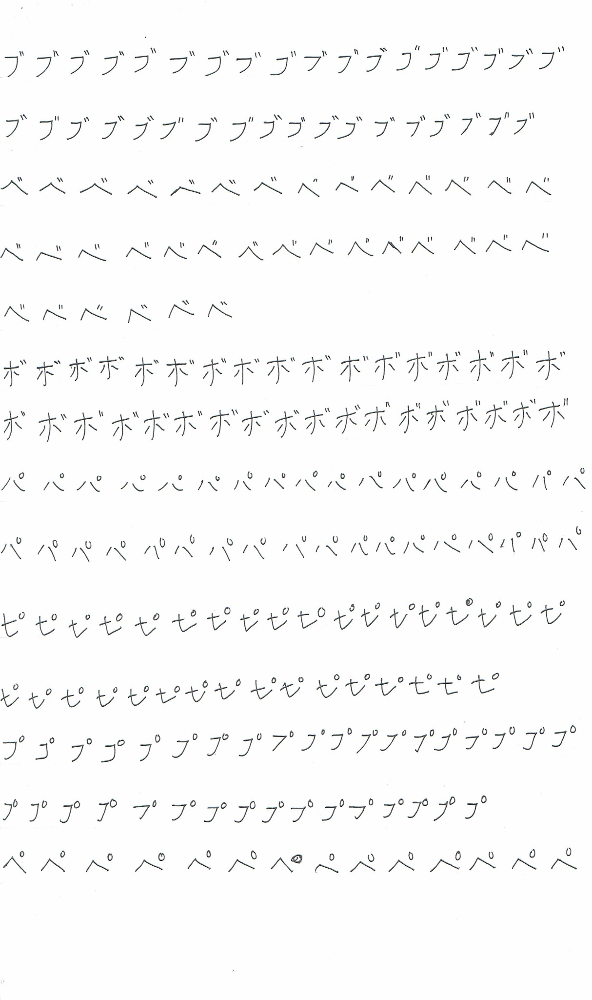 ブブブブブブブブブブブブブブブブブブ
ブブブブブブブブブブブブブブブブブブ
ベベベベベベベベベベベベベベ
ベベベベベベベベベベベベベベベ
ベベベベベベ
ボボボボボボボボボボボボボボボボボ
ボボボボボボボボボボボボボボボボボボ
パパパパパパパパパパパパパパパパパ
パパパパパパパパパパパパパパパパパパ
ピピピピピピピピピピピピピピピピピピ
ピピピピピピピピピピピピピピピピ
プププププププププププププププププププ
プププププププププププププププ
ペペペペペペペペペペペペペペ